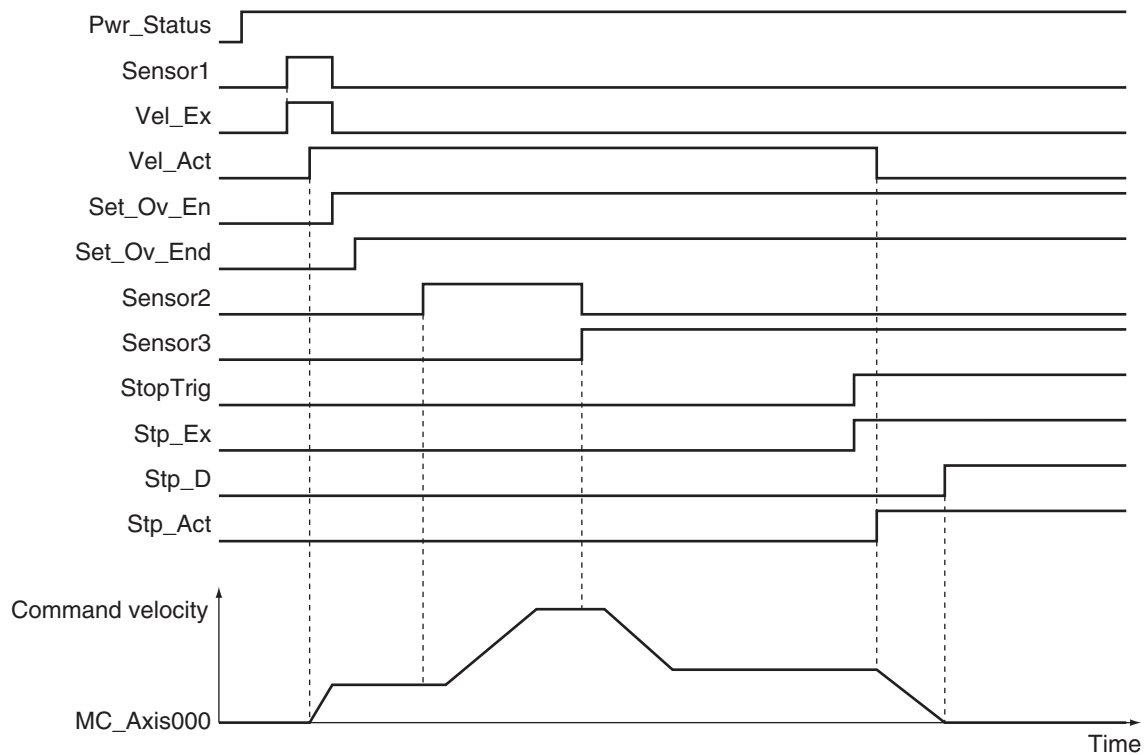 Pwr_Status
Sensor1
Vel_Ex
Vel_Act
Set_Ov_En
Set_Ov_End
Sensor2
Sensor3
StopTrig
Stp_Ex
Stp_D
Stp_Act
Command velocity
MC_Axis000
Time